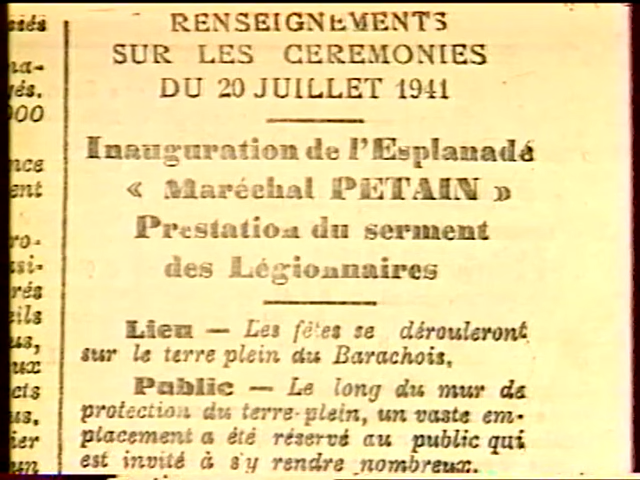 RENSEIGNEMENTS
SUR LES CEREMONIES
DU 20 JUILLET 1941
Inauguration de l'Esplanade
« Maréchal PETAIN »
Prestation du serment
des Légionnaires
Lieu — Les fêtes se dérouleront
sur le terre plein du Barachois.
Public — Le long du mur de
protection du terre-plein, un vaste em-
placement a été réservé au public qui
est invité à s'y rendre nombreux.